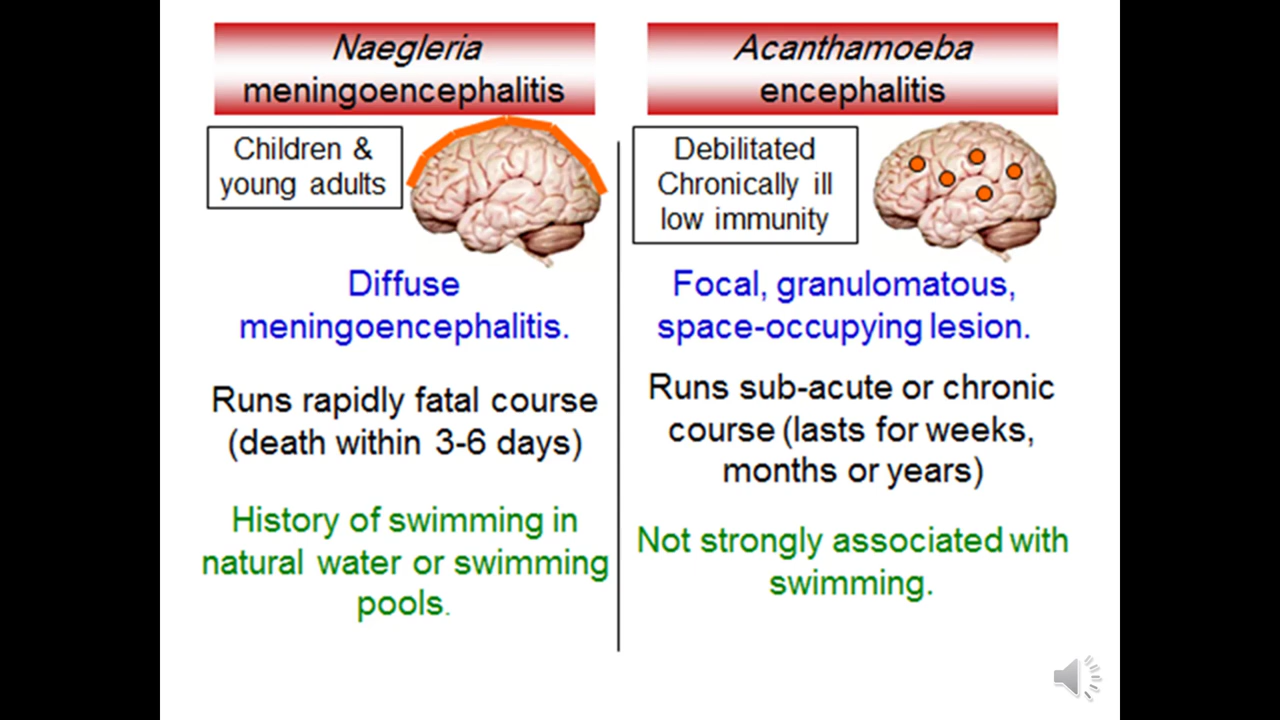 Naegleria
meningoencephalitis
Children &
young adults
Diffuse
meningoencephalitis.
Runs rapidly fatal course
(death within 3-6 days)
History of swimming in
natural water or swimming
pools.
Acanthamoeba
encephalitis
Debilitated
Chronically ill
low immunity
Focal, granulomatous,
space-occupying lesion.
Runs sub-acute or chronic
course (lasts for weeks,
months or years)
Not strongly associated with
swimming.